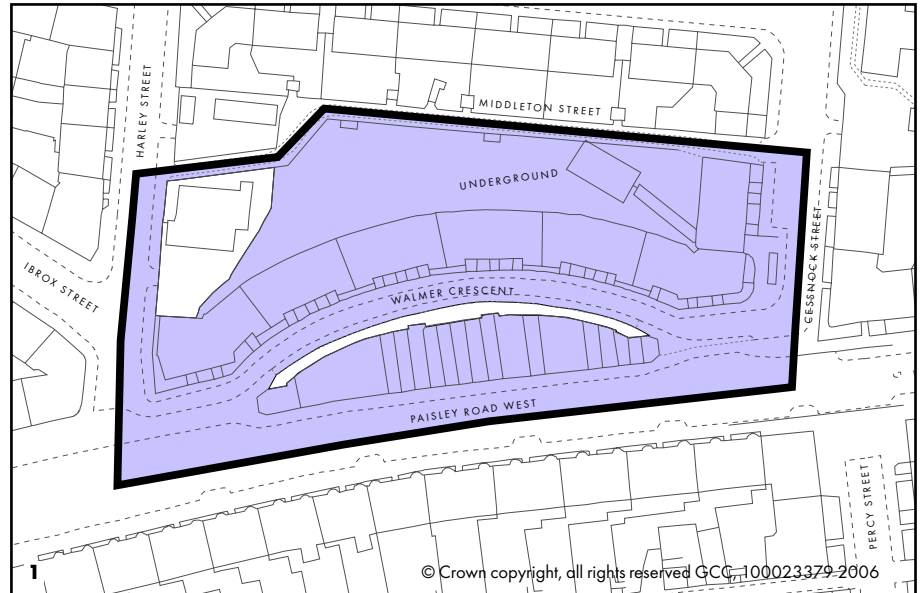 MIDDLETON STREET
HARLEY STREET
UNDERGROUND
IBROX STREET
WALMER CRESCENT
CESSNOCK STREET
PAISLEY ROAD WEST
PERCY STREET
1
© Crown copyright, all rights reserved GCC, 100023379 2006